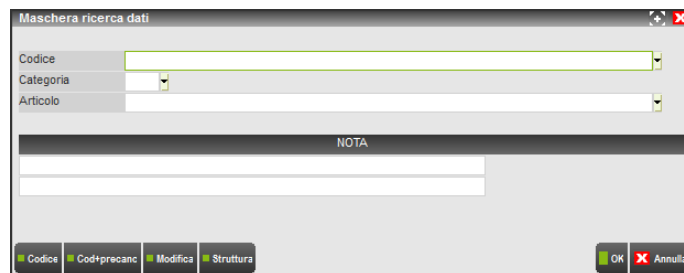 Maschera ricerca dati
Codice
Categoria
Articolo
NOTA
Codice Cod+precanc Modifica Struttura OK Annulla